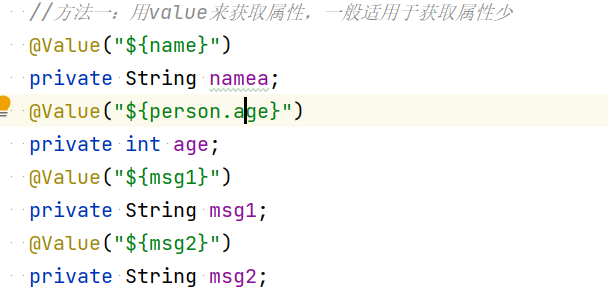 //方法一：用value来获取属性，一般适用于获取属性少
@Value("${name}")
private String namea;
@Value("${person.age}")
private int age;
@Value("${msg1}")
private String msg1;
@Value("${msg2}")
private String msg2;